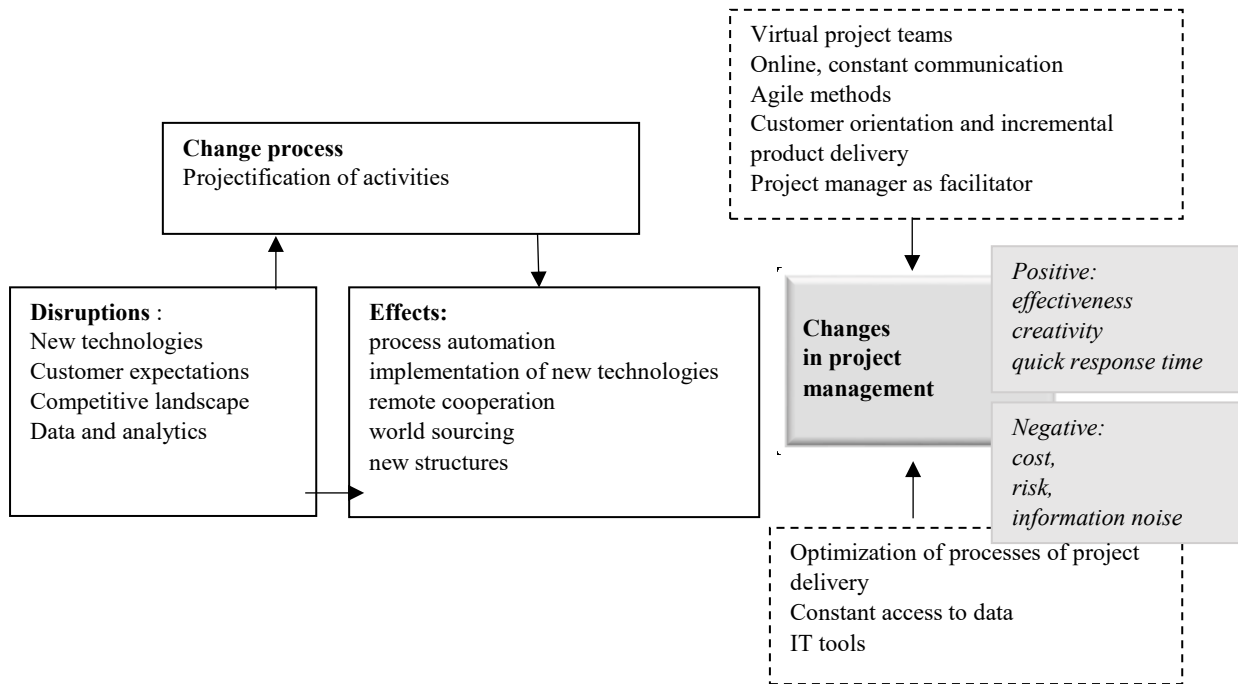 Virtual project teams
Online, constant communication
Agile methods
Customer orientation and incremental
product delivery
Project manager as facilitator
Change process
Projectification of activities
Disruptions :
New technologies
Customer expectations
Competitive landscape
Data and analytics
Effects:
process automation
implementation of new technologies
remote cooperation
world sourcing
new structures
Changes
in project
management
Positive:
effectiveness
creativity
quick response time
Negative:
cost,
risk,
information noise
Optimization of processes of project
delivery
Constant access to data
IT tools